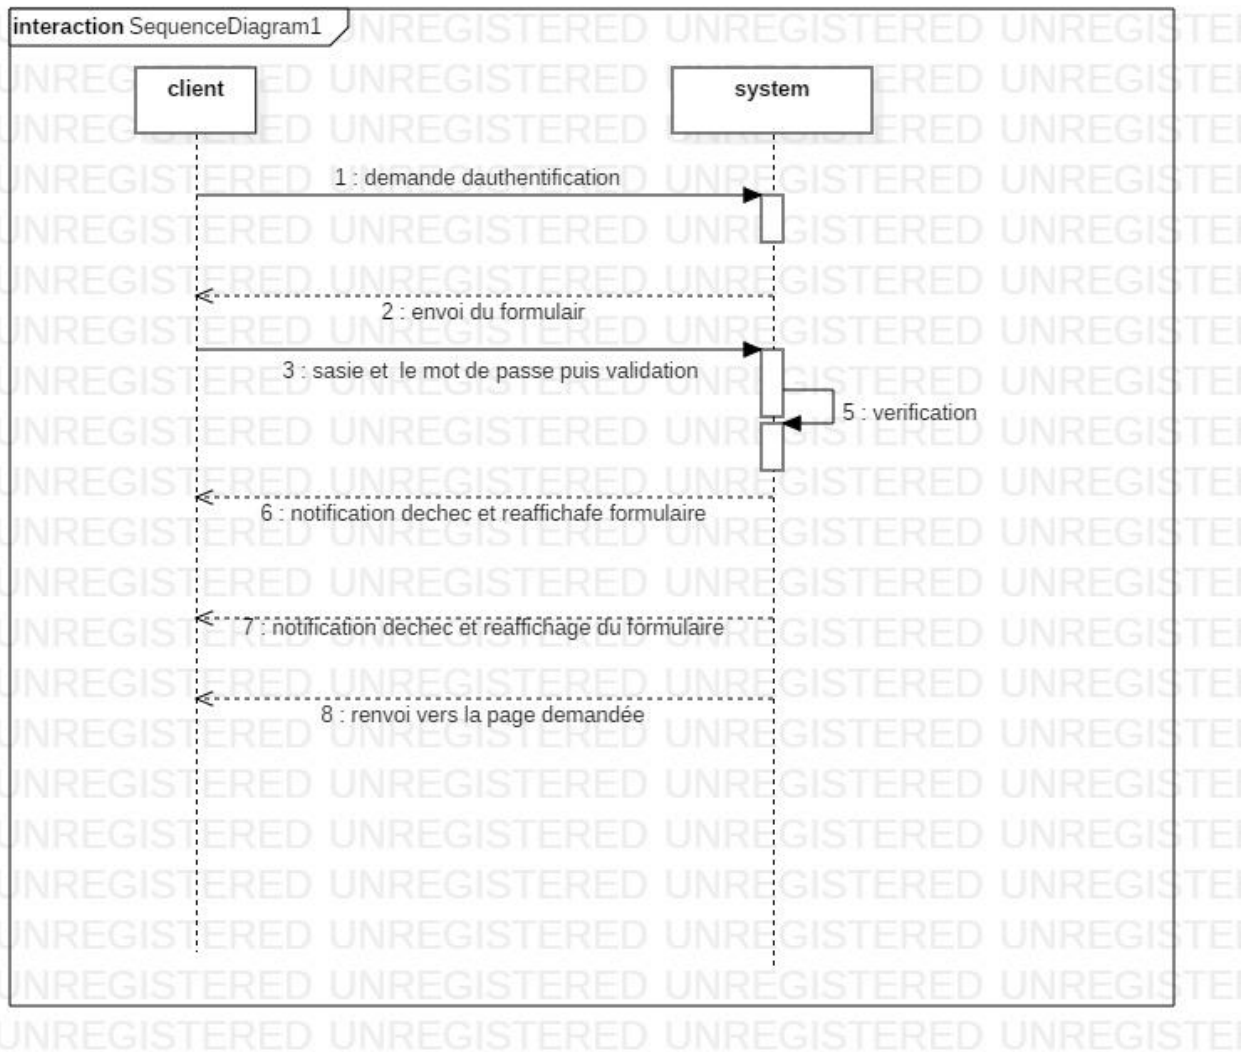 interaction SequenceDiagram1
client
system
1 : demande dauthentification
2 : envoi du formulair
3 : sasie et  le mot de passe puis validation
5 : verification
6 : notification dechec et reaffichafe formulaire
7 : notification dechec et reaffichage du formulaire
8 : renvoi vers la page demandée
UNREGISTERED